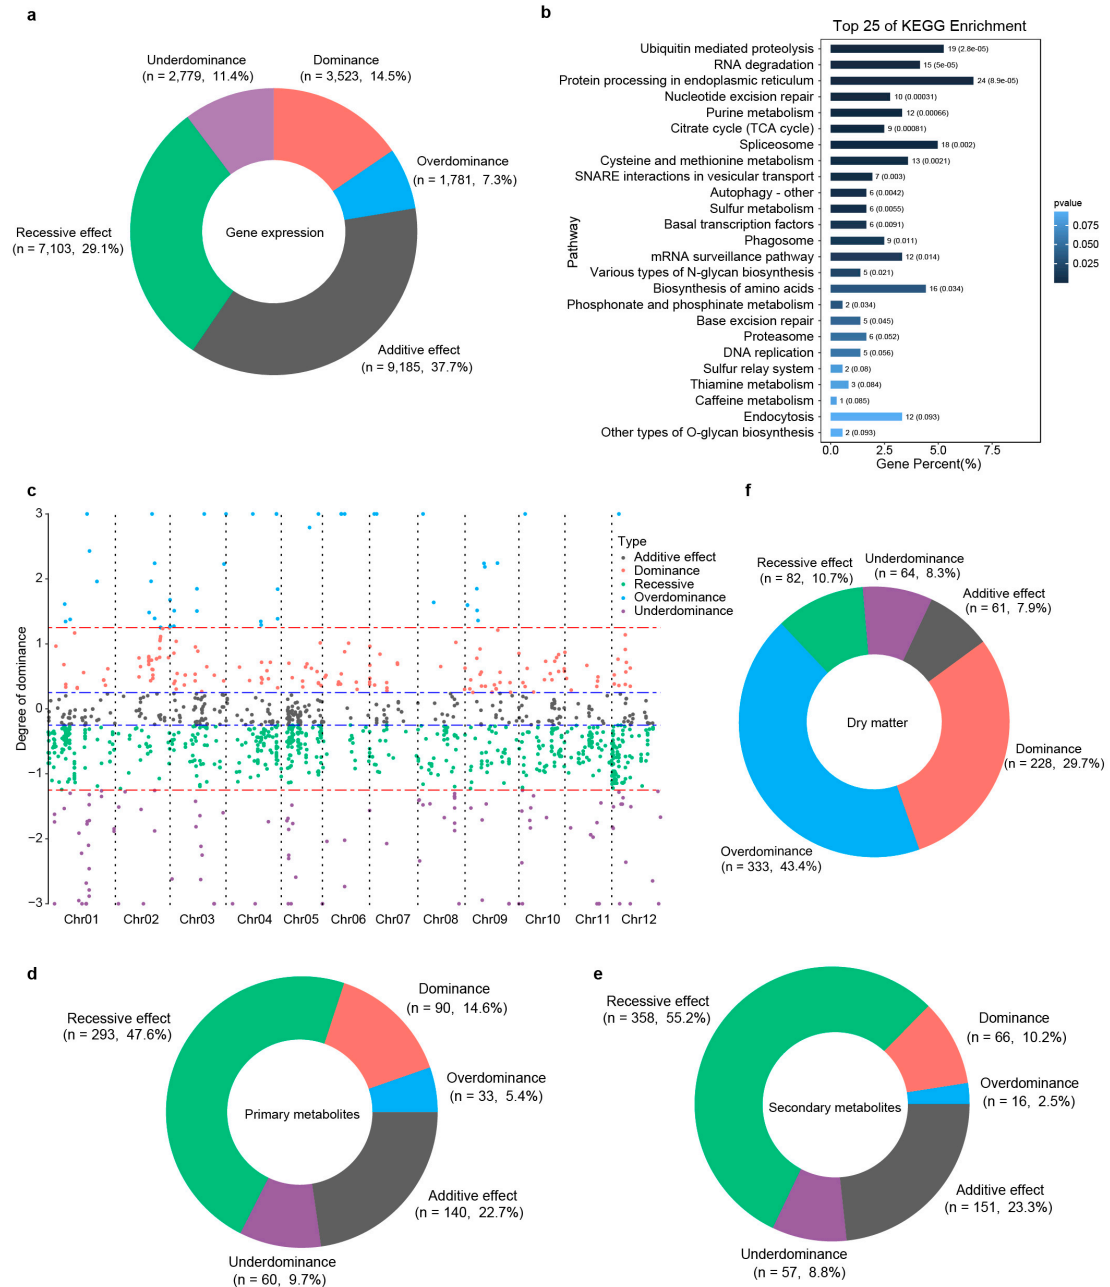 a
Underdominance
(n = 2,779, 11.4%)
Dominance
(n = 3,523, 14.5%)
Overdominance
(n = 1,781, 7.3%)
Recessive effect
(n = 7,103, 29.1%)
Gene expression
Additive effect
(n = 9,185, 37.7%)
b
Top 25 of KEGG Enrichment
Pathway
Ubiquitin mediated proteolysis 19 (2.8e-05)
RNA degradation 15 (5e-05)
Protein processing in endoplasmic reticulum 24 (8.9e-05)
Nucleotide excision repair 10 (0.00031)
Purine metabolism 12 (0.00066)
Citrate cycle (TCA cycle) 9 (0.00081)
Spliceosome 18 (0.002)
Cysteine and methionine metabolism 13 (0.0021)
SNARE interactions in vesicular transport 7 (0.003)
Autophagy - other 6 (0.0042)
Sulfur metabolism 6 (0.0055)
Basal transcription factors 6 (0.0091)
Phagosome 9 (0.011)
mRNA surveillance pathway 12 (0.014)
Various types of N-glycan biosynthesis 5 (0.021)
Biosynthesis of amino acids 16 (0.034)
Phosphonate and phosphinate metabolism 2 (0.034)
Base excision repair 5 (0.045)
Proteasome 6 (0.052)
DNA replication 5 (0.056)
Sulfur relay system 2 (0.08)
Thiamine metabolism 3 (0.084)
Caffeine metabolism 1 (0.085)
Endocytosis 12 (0.093)
Other types of O-glycan biosynthesis 2 (0.093)
0.0 2.5 5.0 7.5
Gene Percent(%)
pvalue
0.075
0.050
0.025
c
Degree of dominance
3
2
1
0
−1
−2
−3
Chr01 Chr02 Chr03 Chr04 Chr05 Chr06 Chr07 Chr08 Chr09 Chr10 Chr11 Chr12
Type
Additive effect
Dominance
Recessive
Overdominance
Underdominance
f
Recessive effect
(n = 82, 10.7%)
Underdominance
(n = 64, 8.3%)
Additive effect
(n = 61, 7.9%)
Dry matter
Dominance
(n = 228, 29.7%)
Overdominance
(n = 333, 43.4%)
d
Recessive effect
(n = 293, 47.6%)
Dominance
(n = 90, 14.6%)
Overdominance
(n = 33, 5.4%)
Primary metabolites
Additive effect
(n = 140, 22.7%)
Underdominance
(n = 60, 9.7%)
e
Recessive effect
(n = 358, 55.2%)
Dominance
(n = 66, 10.2%)
Overdominance
(n = 16, 2.5%)
Secondary metabolites
Additive effect
(n = 151, 23.3%)
Underdominance
(n = 57, 8.8%)